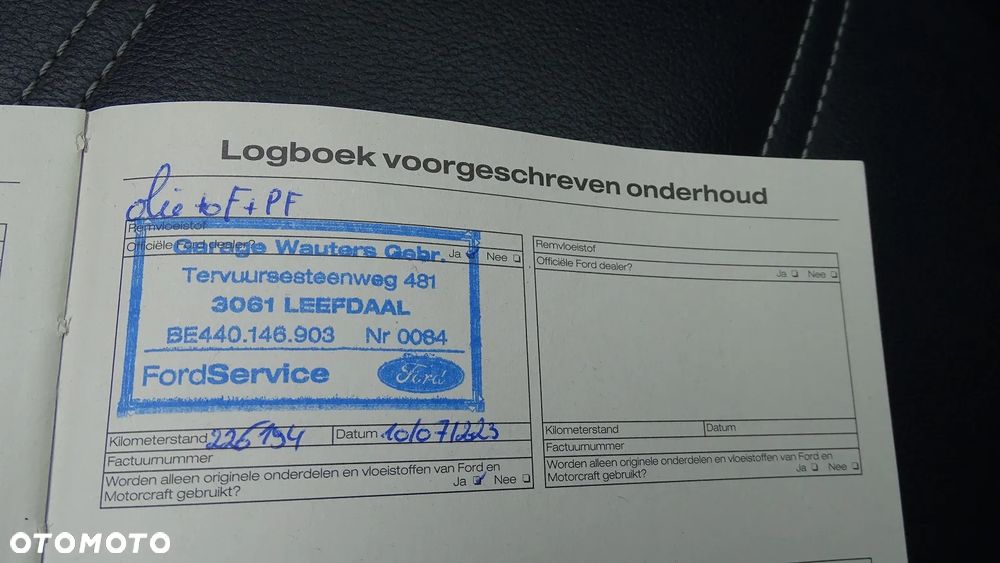 Logboek voorgeschreven onderhoud
Olie + oF + PF
Remvloeistof
Officiële Ford dealer? Ja Nee
Garage Wauters Gebr.
Tervuursesteenweg 481
3061 LEEFDAAL
BE440.146.903 Nr 0084
FordService Ford
Kilometerstand 226194 Datum 10/07/2023
Factuurnummer
Worden alleen originele onderdelen en vloeistoffen van Ford en
Motorcraft gebruikt? Ja Nee
Remvloeistof
Officiële Ford dealer? Ja Nee
Kilometerstand Datum
Factuurnummer
Worden alleen originele onderdelen en vloeistoffen van Ford en
Motorcraft gebruikt? Ja Nee
OTOMOTO